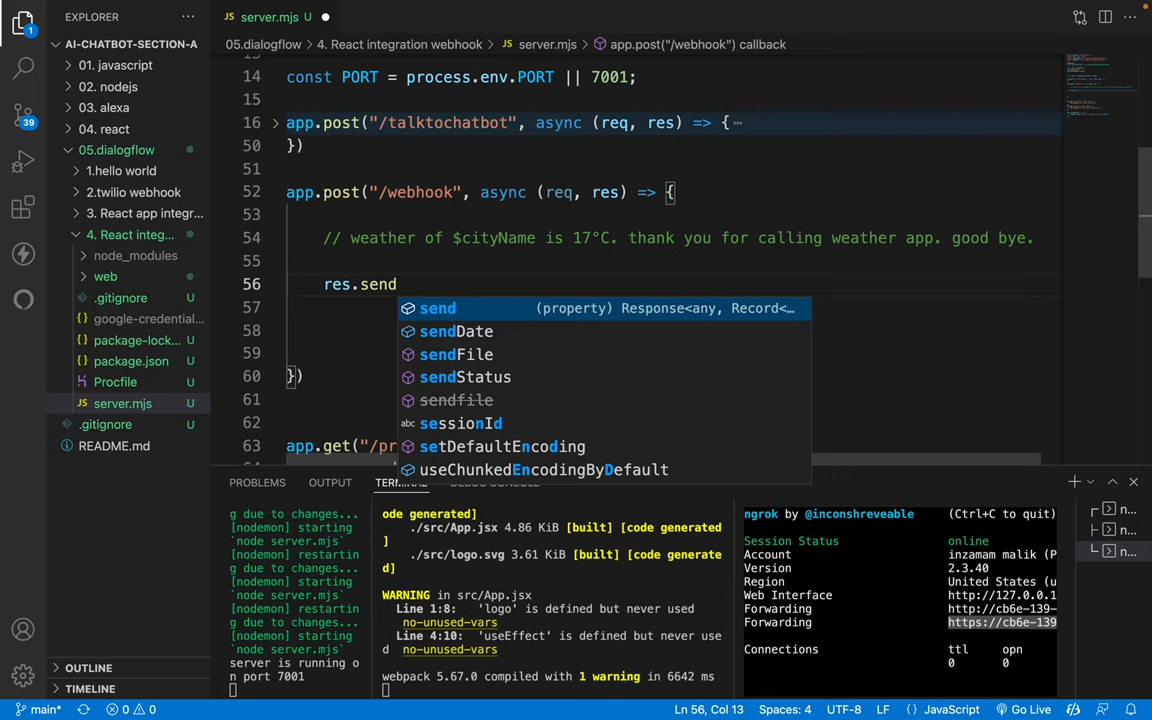 EXPLORER
AI-CHATBOT-SECTION-A
01. javascript
02. nodejs
03. alexa
04. react
05.dialogflow
1.hello world
2.twilio webhook
3. React app integr...
4. React integ...
node_modules
web
.gitignore U
google-credential...
package-lock... U
package.json U
Procfile U
JS server.mjs U
.gitignore U
README.md
OUTLINE
TIMELINE
JS server.mjs U
05.dialogflow > 4. React integration webhook > JS server.mjs > app.post("/webhook") callback
14 const PORT = process.env.PORT || 7001;
15
16 app.post("/talktochatbot", async (req, res) => {⋯
50 })
51
52 app.post("/webhook", async (req, res) => {
53
54 // weather of $cityName is 17°C. thank you for calling weather app. good bye.
55
56 res.send
57
58
59
60 })
61
62
63 app.get("/pr
send (property) Response<any, Record<...
sendDate
sendFile
sendStatus
sendfile
abc sessionId
setDefaultEncoding
useChunkedEncodingByDefault
PROBLEMS OUTPUT TERMINAL DEBUG CONSOLE
g due to changes...
[nodemon] starting
`node server.mjs`
[nodemon] restartin
g due to changes...
[nodemon] starting
`node server.mjs`
[nodemon] restartin
g due to changes...
[nodemon] starting
`node server.mjs`
server is running o
n port 7001
ode generated]
./src/App.jsx 4.86 KiB [built] [code generated
]
./src/logo.svg 3.61 KiB [built] [code generate
d]
WARNING in src/App.jsx
Line 1:8: 'logo' is defined but never used
no-unused-vars
Line 4:10: 'useEffect' is defined but never use
d no-unused-vars
webpack 5.67.0 compiled with 1 warning in 6642 ms
ngrok by @inconshreveable (Ctrl+C to quit)
Session Status online
Account inzamam malik (P
Version 2.3.40
Region United States (u
Web Interface http://127.0.0.1
Forwarding http://cb6e-139-
Forwarding https://cb6e-139
Connections ttl opn
0 0
n...
n...
n...
1
39
main* 0 0 Ln 56, Col 13 Spaces: 4 UTF-8 LF {} JavaScript Go Live